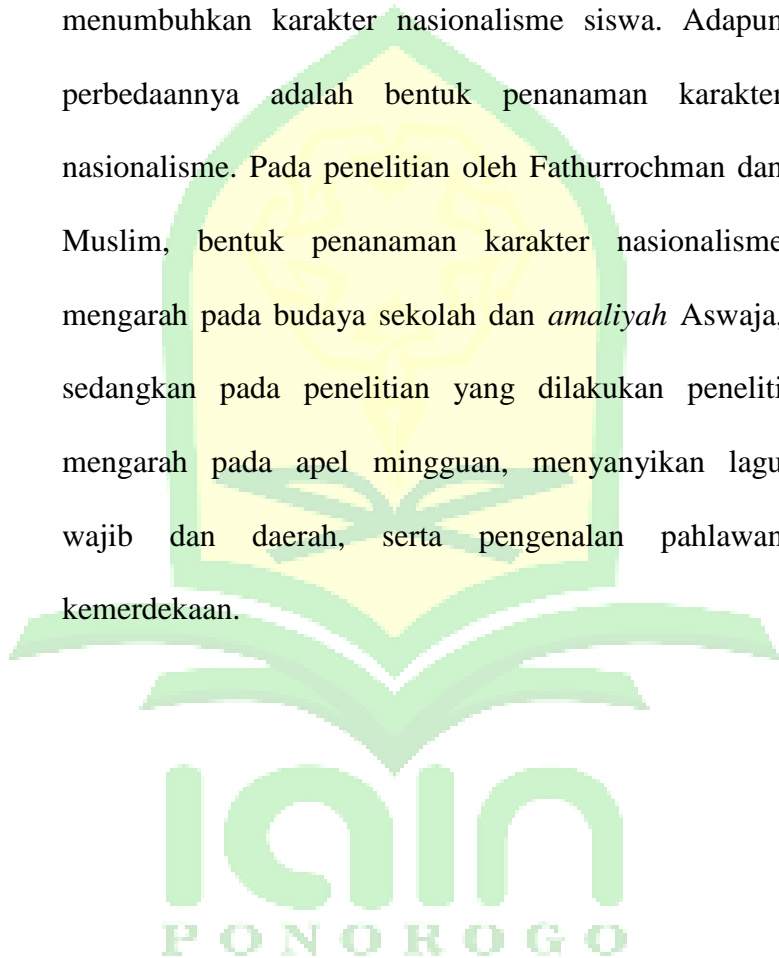 menumbuhkan karakter nasionalisme siswa. Adapun
perbedaannya adalah bentuk penanaman karakter
nasionalisme. Pada penelitian oleh Fathurrochman dan
Muslim, bentuk penanaman karakter nasionalisme
mengarah pada budaya sekolah dan amaliyah Aswaja,
sedangkan pada penelitian yang dilakukan peneliti
mengarah pada apel mingguan, menyanyikan lagu
wajib dan daerah, serta pengenalan pahlawan
kemerdekaan.
iain
PONOROGO